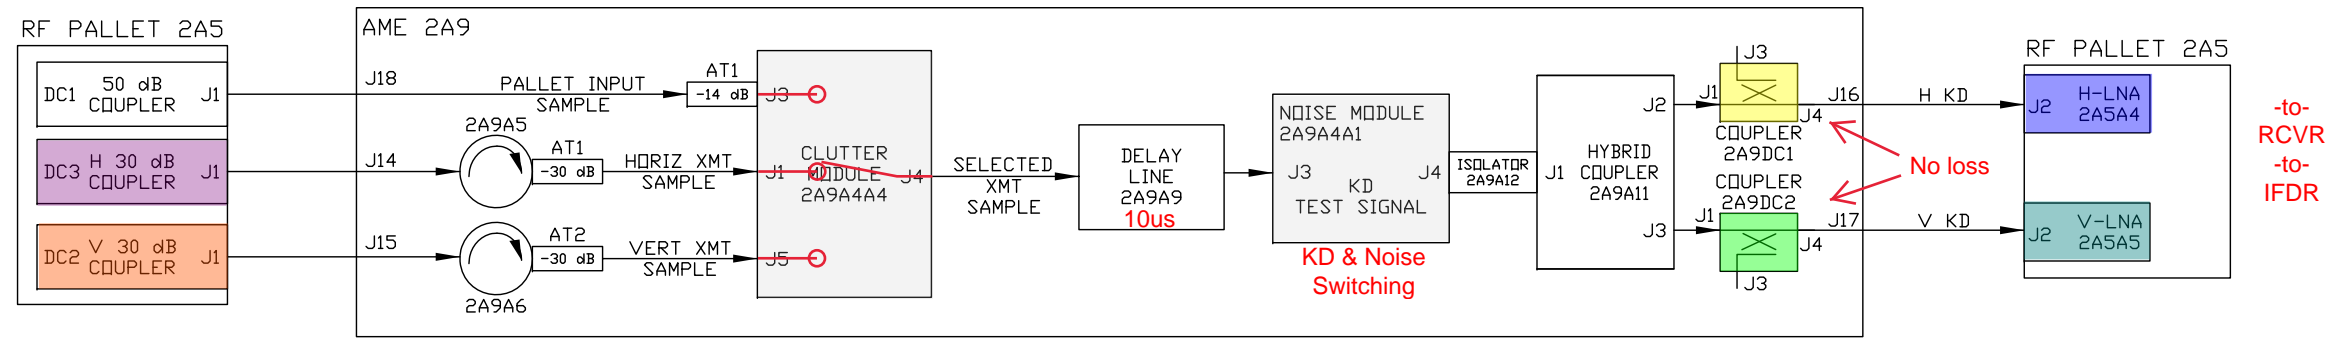 RF PALLET 2A5
DC1
50 dB
COUPLER
J1
DC3
H 30 dB
COUPLER
J1
DC2
V 30 dB
COUPLER
J1
AME 2A9
J18
PALLET INPUT
SAMPLE
AT1
-14 dB
J3
J14
2A9A5
AT1
-30 dB
HORIZ XMT
SAMPLE
J1
J15
2A9A6
AT2
-30 dB
VERT XMT
SAMPLE
J5
CLUTTER
MODULE
2A9A4A4
J4
SELECTED
XMT
SAMPLE
DELAY
LINE
2A9A9
10us
NOISE MODULE
2A9A4A1
J3
J4
KD
TEST SIGNAL
KD & Noise
Switching
ISOLATOR
2A9A12
J1
HYBRID
COUPLER
2A9A11
J2
J3
J3
J1
J4
COUPLER
2A9DC1
COUPLER
2A9DC2
J1
J4
J3
J16
J17
No loss
H KD
V KD
RF PALLET 2A5
J2
H-LNA
2A5A4
J2
V-LNA
2A5A5
-to-
RCVR
-to-
IFDR